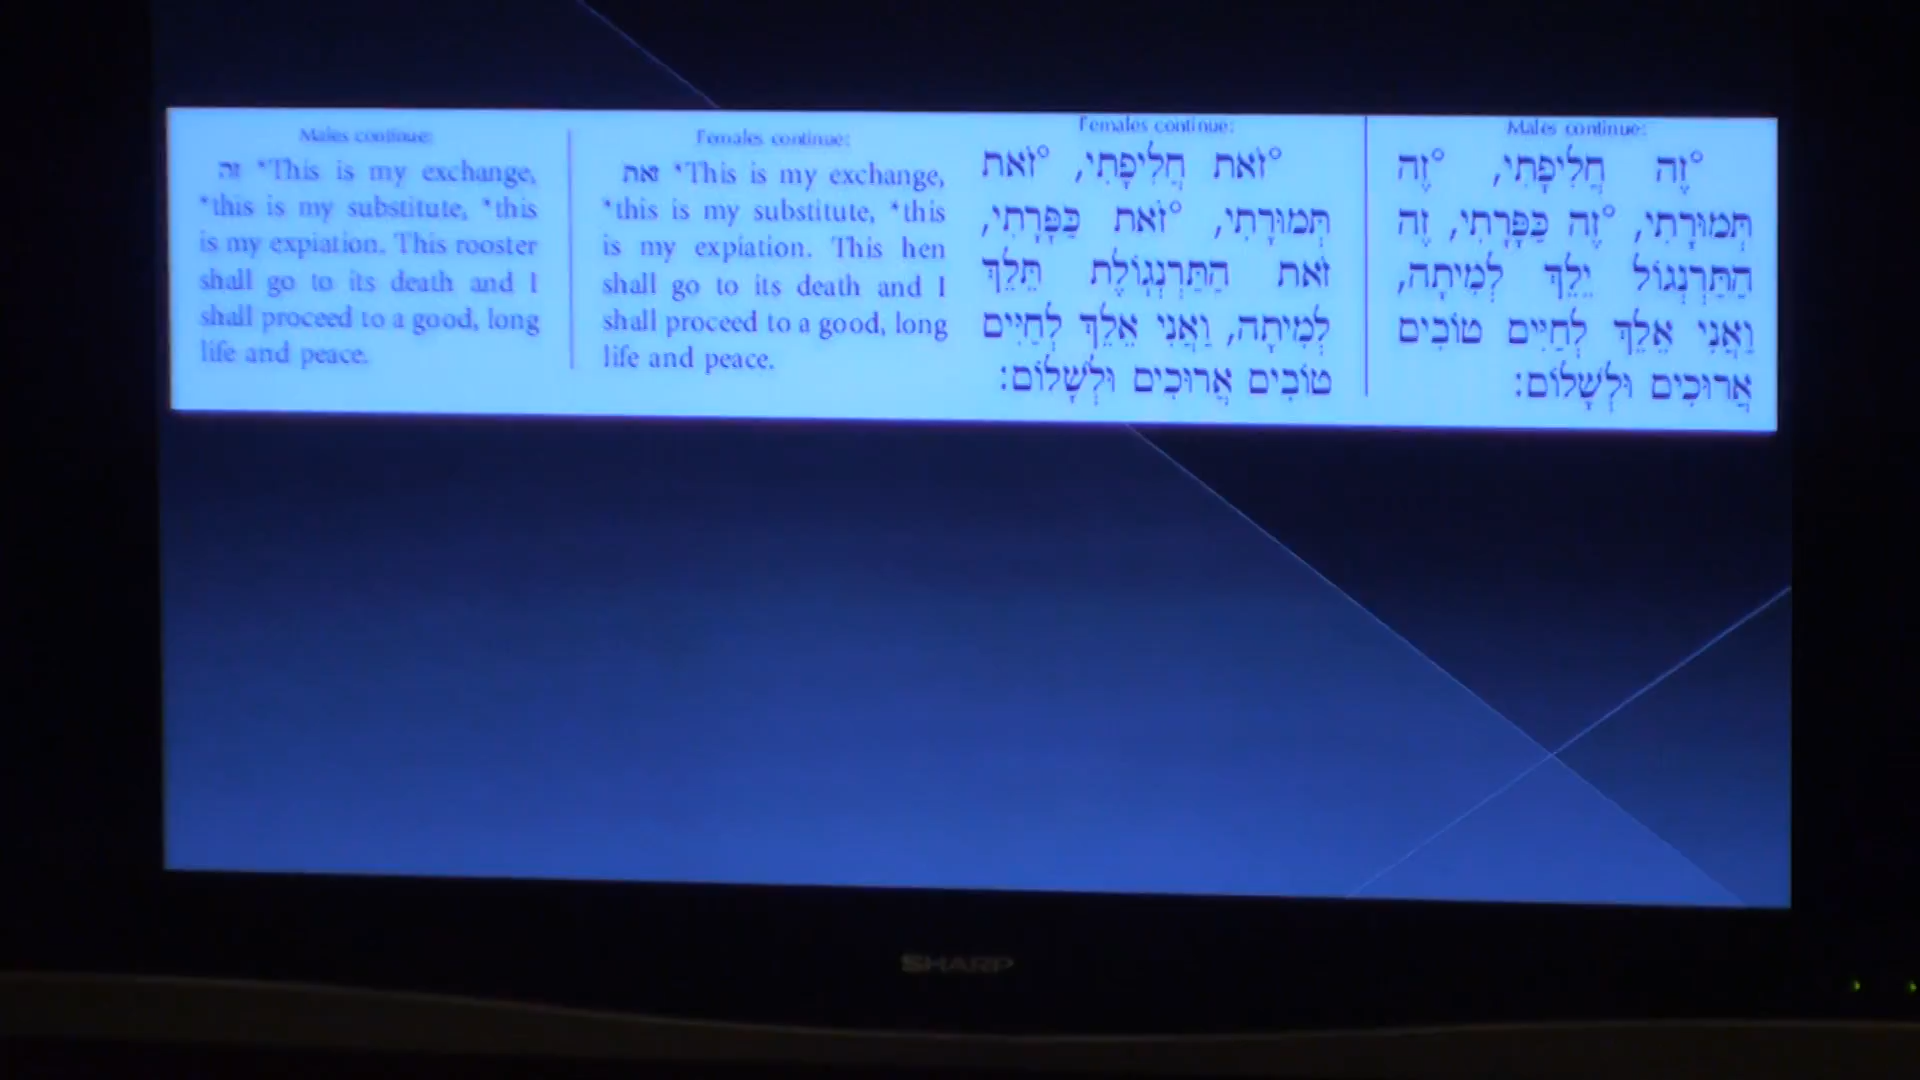 Males continue:
זה *This is my exchange,
*this is my substitute, *this
is my expiation. This rooster
shall go to its death and I
shall proceed to a good, long
life and peace.
Females continue:
זאת *This is my exchange,
*this is my substitute, *this
is my expiation. This hen
shall go to its death and I
shall proceed to a good, long
life and peace.
Females continue:
°זֹאת חֲלִיפָתִי, °זֹאת
תְּמוּרָתִי, °זֹאת כַּפָּרָתִי,
זֹאת הַתַּרְנְגוֹלֶת תֵּלֵךְ
לְמִיתָה, וַאֲנִי אֵלֵךְ לְחַיִּים
טוֹבִים אֲרוּכִים וּלְשָׁלוֹם:
Males continue:
°זֶה חֲלִיפָתִי, °זֶה
תְּמוּרָתִי, °זֶה כַּפָּרָתִי, זֶה
הַתַּרְנְגוֹל יֵלֵךְ לְמִיתָה,
וַאֲנִי אֵלֵךְ לְחַיִּים טוֹבִים
אֲרוּכִים וּלְשָׁלוֹם:
SHARP